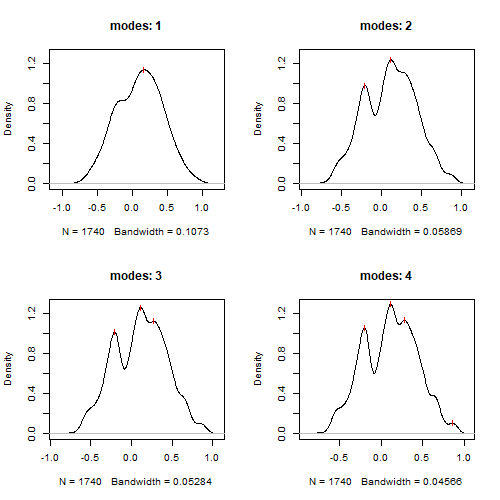 modes: 1
Density
0.0 0.4 0.8 1.2
-1.0 -0.5 0.0 0.5 1.0
N = 1740 Bandwidth = 0.1073
modes: 2
Density
0.0 0.4 0.8 1.2
-1.0 -0.5 0.0 0.5 1.0
N = 1740 Bandwidth = 0.05869
modes: 3
Density
0.0 0.4 0.8 1.2
-1.0 -0.5 0.0 0.5 1.0
N = 1740 Bandwidth = 0.05284
modes: 4
Density
0.0 0.4 0.8 1.2
-0.5 0.0 0.5 1.0
N = 1740 Bandwidth = 0.04566